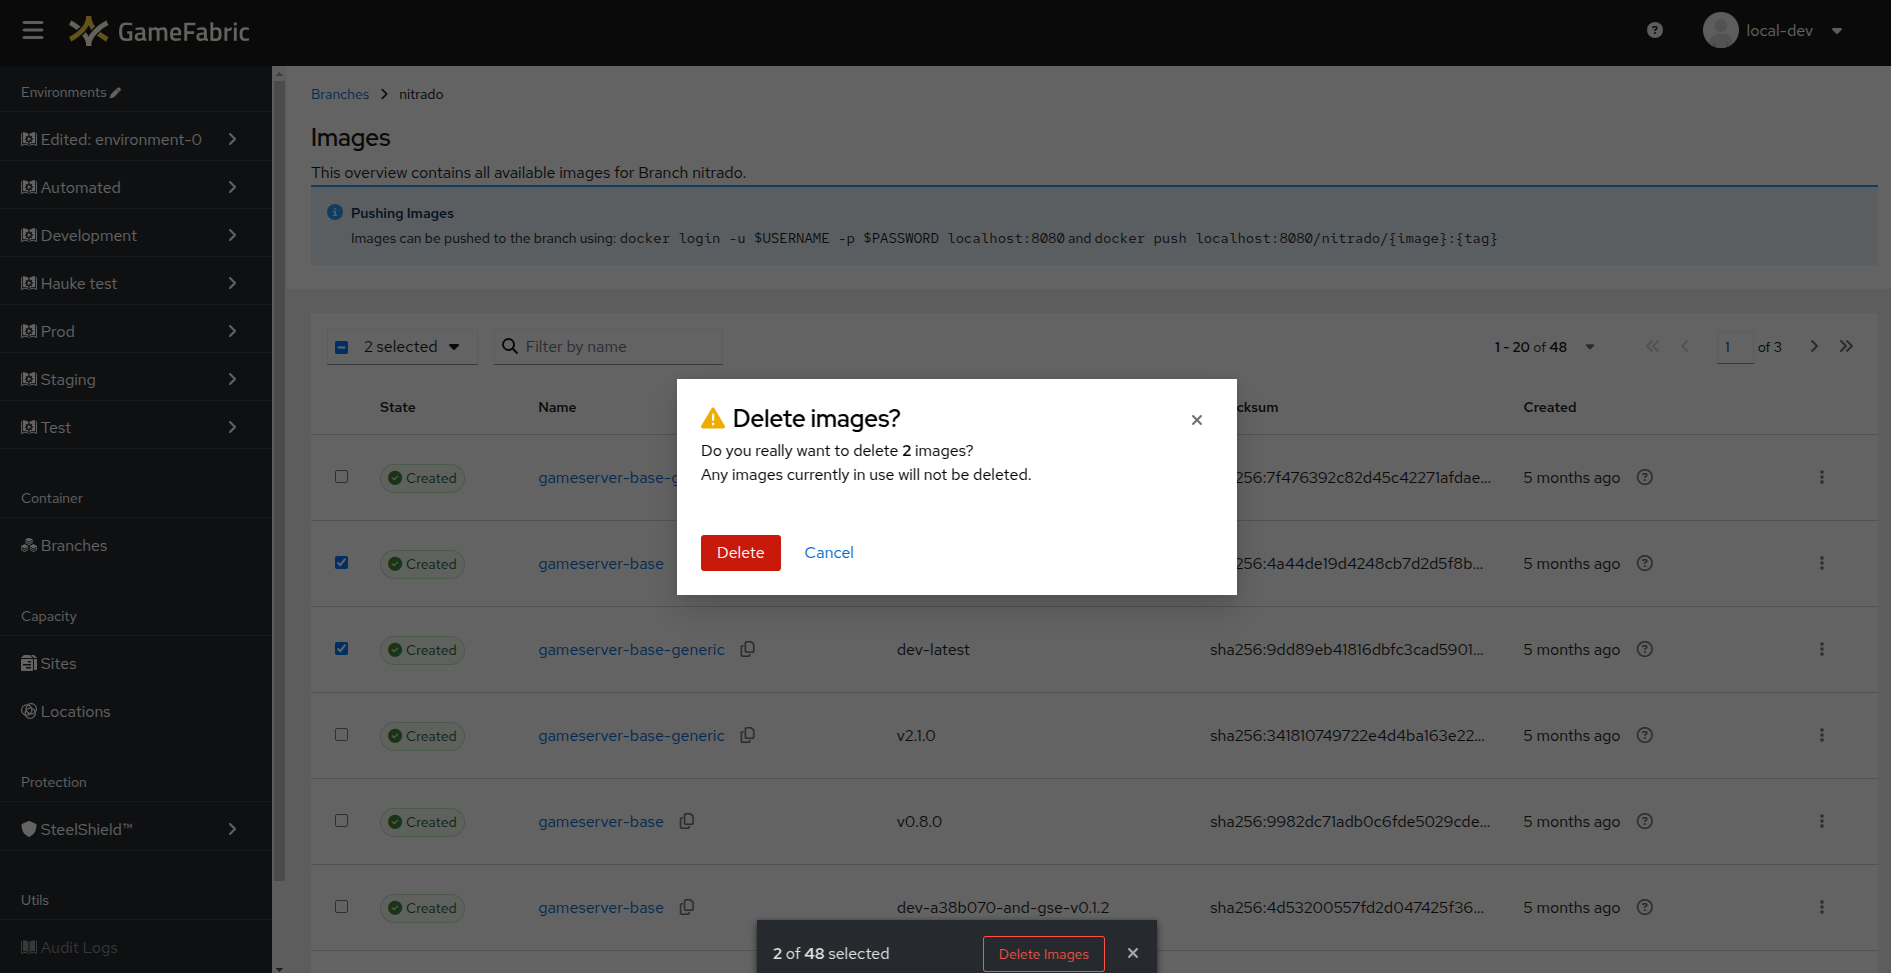 GameFabric
local-dev
Environments
Edited: environment-0
Automated
Development
Hauke test
Prod
Staging
Test
Container
Branches
Capacity
Sites
Locations
Protection
SteelShield™
Utils
Audit Logs
Branches > nitrado
Images
This overview contains all available images for Branch nitrado.
Pushing Images
Images can be pushed to the branch using: docker login -u $USERNAME -p $PASSWORD localhost:8080 and docker push localhost:8080/nitrado/{image}:{tag}
2 selected
Filter by name
1 - 20 of 48
1 of 3
State Name cksum Created
Created gameserver-base-g 256:7f476392c82d45c42271afdae... 5 months ago
Created gameserver-base 256:4a44de19d4248cb7d2d5f8b... 5 months ago
Created gameserver-base-generic dev-latest sha256:9dd89eb41816dbfc3cad5901... 5 months ago
Created gameserver-base-generic v2.1.0 sha256:341810749722e4d4ba163e22... 5 months ago
Created gameserver-base v0.8.0 sha256:9982dc71adb0c6fde5029cde... 5 months ago
Created gameserver-base dev-a38b070-and-gse-v0.1.2 sha256:4d53200557fd2d047425f36... 5 months ago
Delete images?
Do you really want to delete 2 images?
Any images currently in use will not be deleted.
Delete Cancel
2 of 48 selected
Delete Images